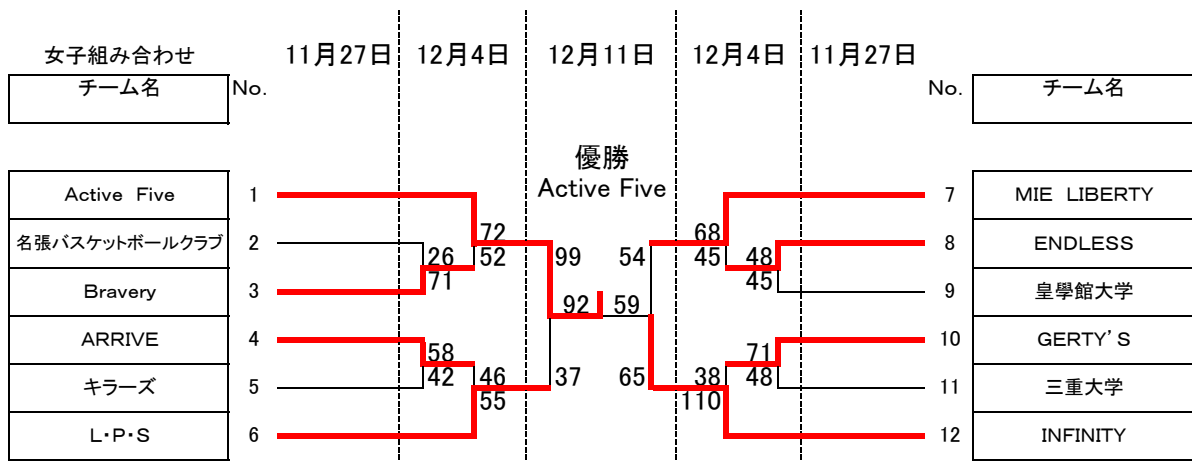 女子組み合わせ 11月27日 12月4日 12月11日 12月4日 11月27日
チーム名 No. No. チーム名
優勝
Active Five
Active Five 1 7 MIE LIBERTY
72 68
名張バスケットボールクラブ 2 8 ENDLESS
26 52 99 54 45 48
71 45
Bravery 3 9 皇學館大学
92 59
ARRIVE 4 10 GERTY'S
58 71
42 46 37 65 38 48
キラーズ 5 11 三重大学
55 110
L・P・S 6 12 INFINITY